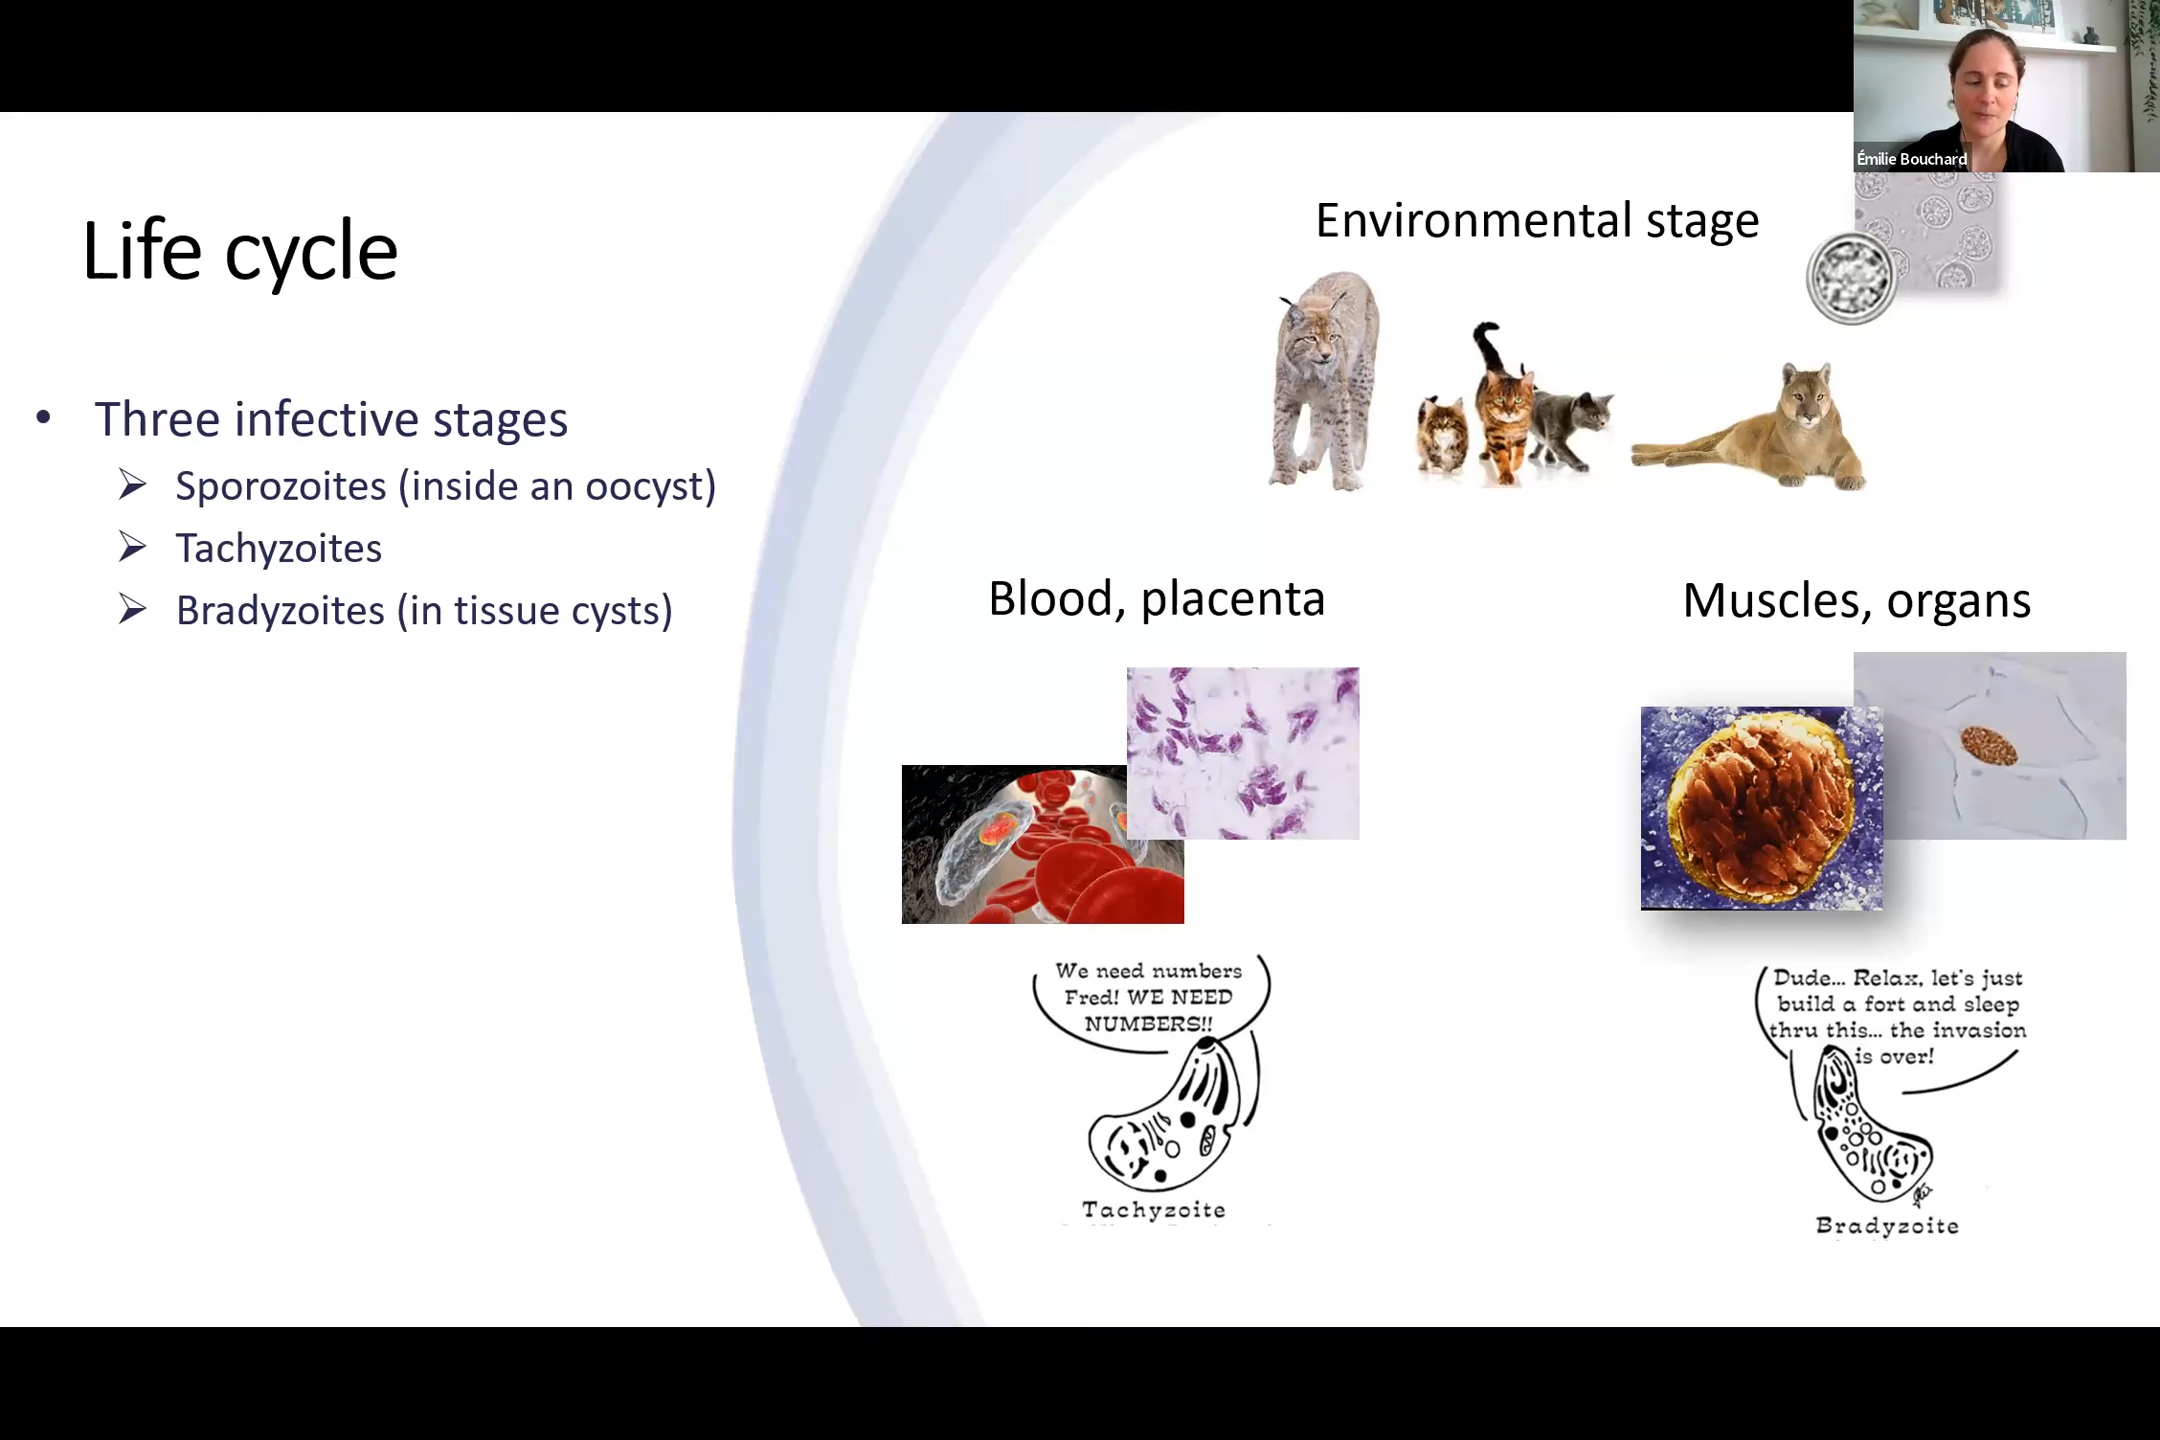 Émilie Bouchard
Life cycle
• Three infective stages
➢ Sporozoites (inside an oocyst)
➢ Tachyzoites
➢ Bradyzoites (in tissue cysts)
Environmental stage
Blood, placenta
We need numbers
Fred! WE NEED
NUMBERS!!
Tachyzoite
Muscles, organs
Dude... Relax, let's just
build a fort and sleep
thru this... the invasion
is over!
Bradyzoite